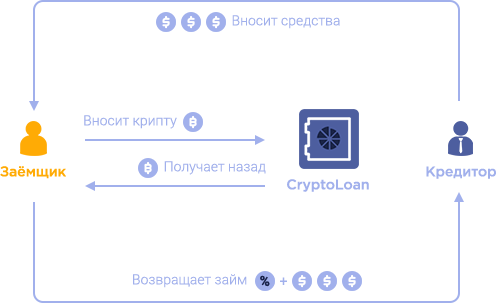 $ $ $ Вносит средства
Вносит крипту ₿
₿ Получает назад
Заёмщик
CryptoLoan
Кредитор
Возвращает займ % + $ $ $